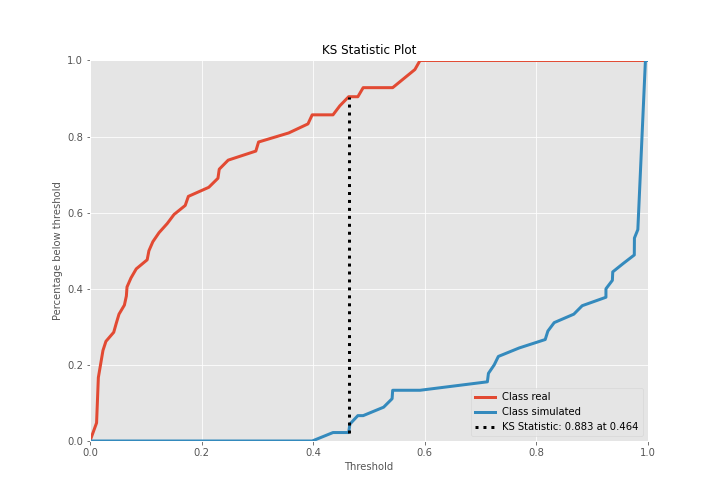 KS Statistic Plot
1.0
0.8
0.6
0.4
0.2
0.0
Percentage below threshold
0.0 0.2 0.4 0.6 0.8 1.0
Threshold
Class real
Class simulated
KS Statistic: 0.883 at 0.464